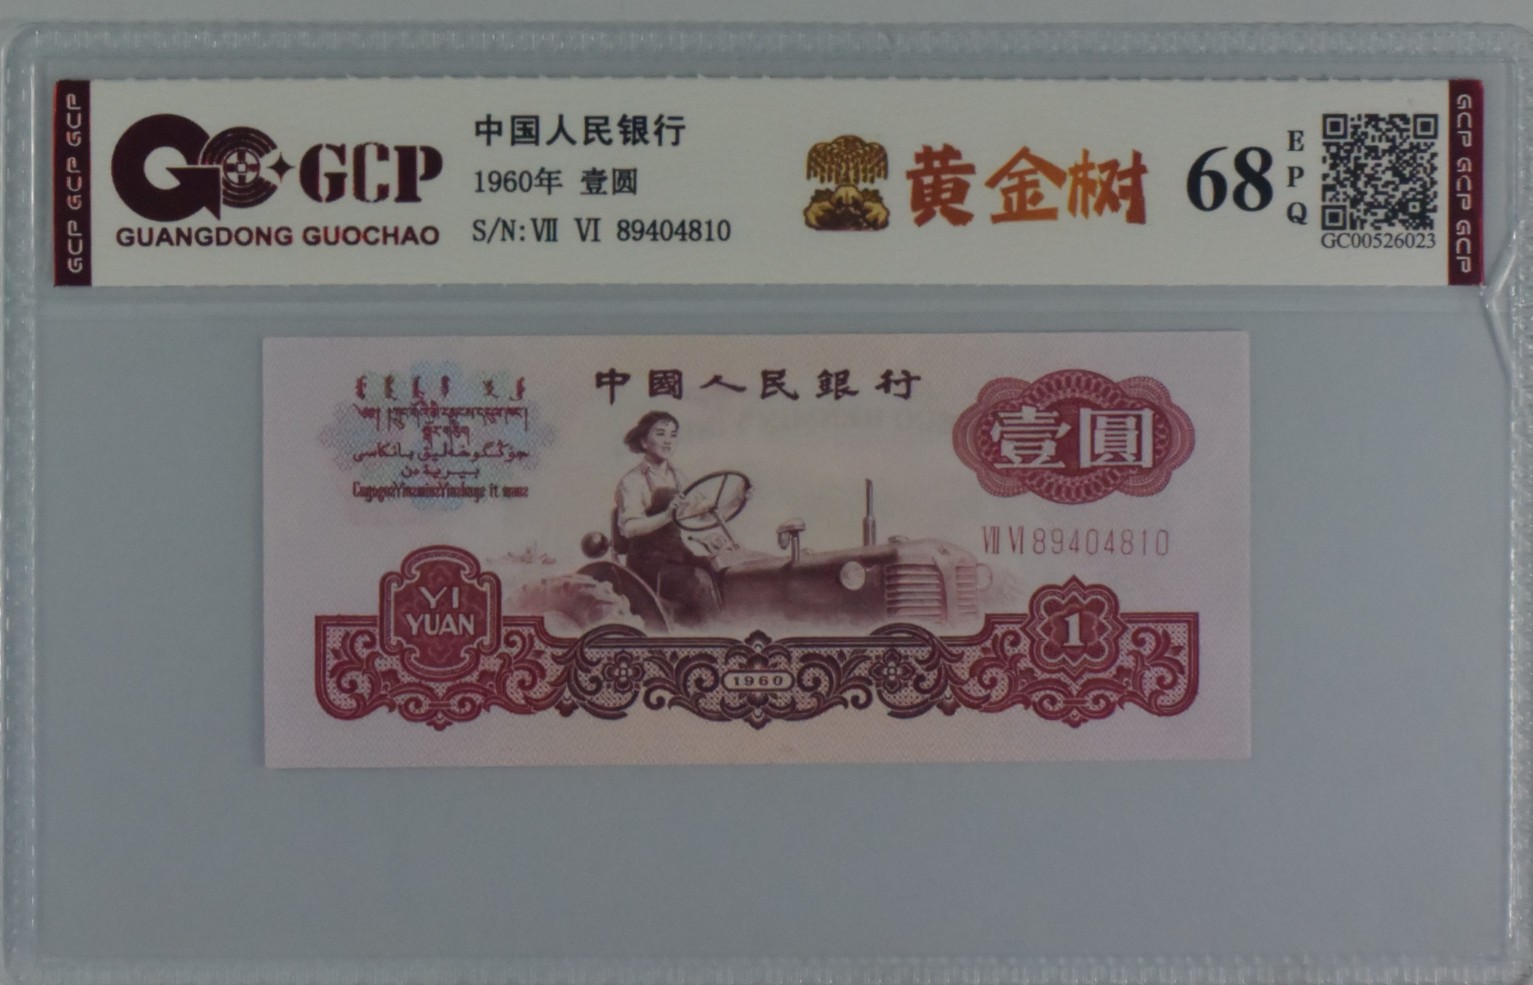 GCP
GUANGDONG GUOCHAO
中国人民银行
1960年 壹圆
S/N:Ⅶ Ⅵ 89404810
黄金树
68
EPQ
GC00526023
GCP GCP GCP
GCP GCP GCP
中國人民銀行
壹圓
Ⅶ Ⅵ 89404810
YI
YUAN
1960
1